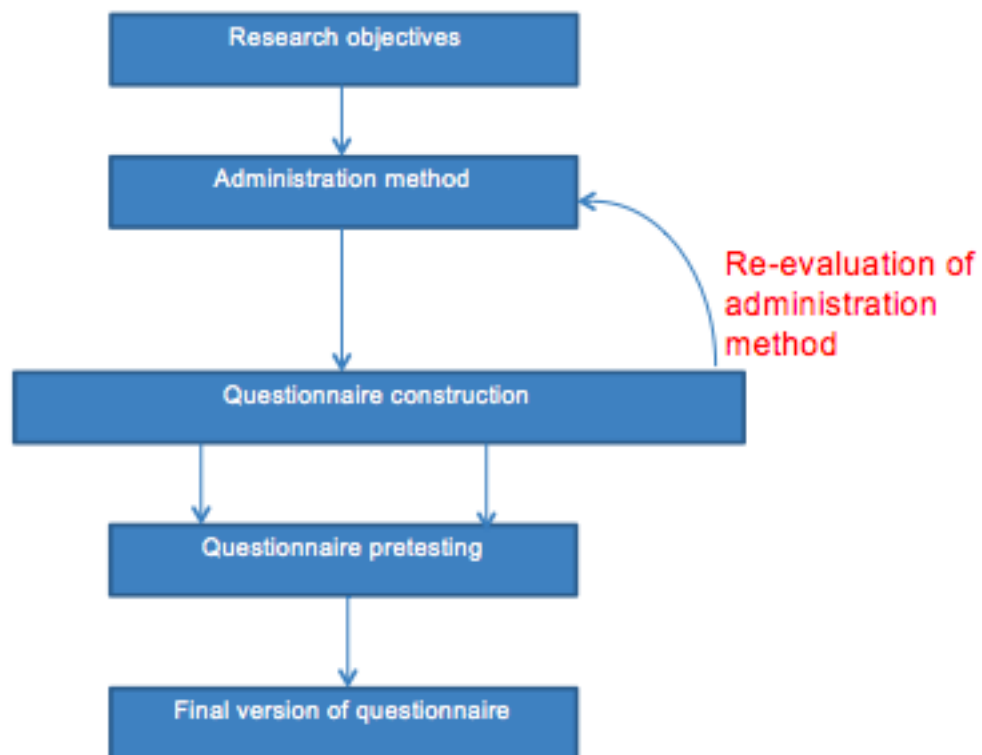 Research objectives
Administration method
Re-evaluation of
administration
method
Questionnaire construction
Questionnaire pretesting
Final version of questionnaire